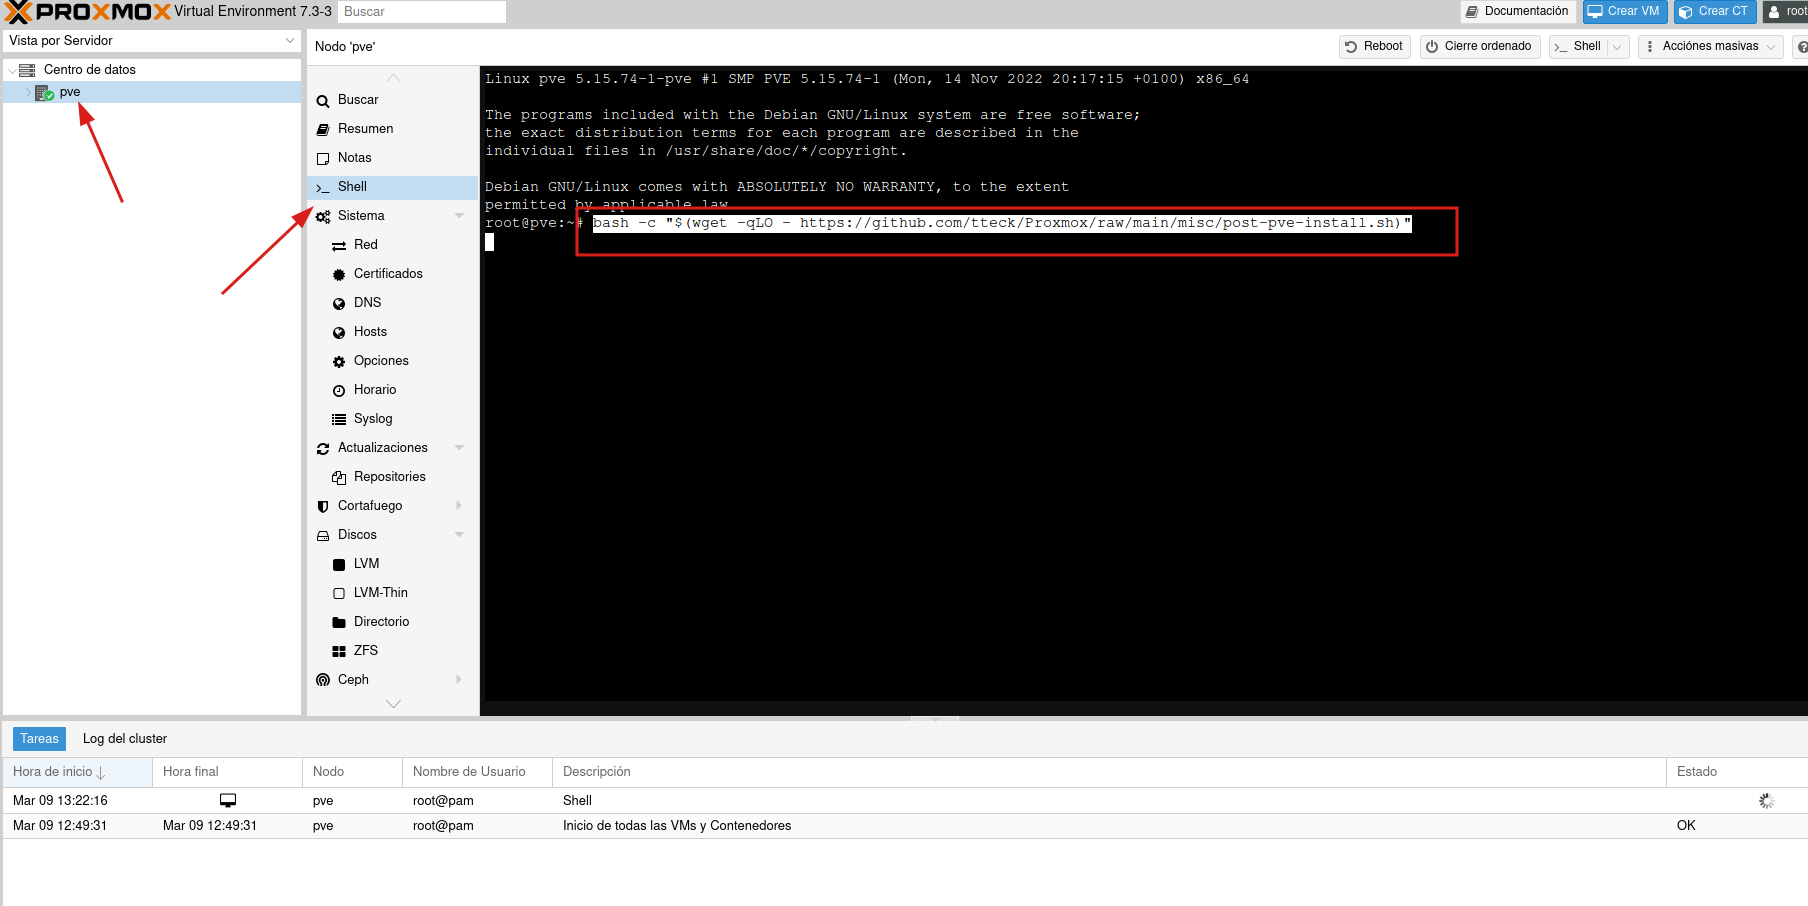 PROXMOX Virtual Environment 7.3-3 Buscar Documentación Crear VM Crear CT root
Vista por Servidor
Nodo 'pve' Reboot Cierre ordenado >_ Shell Acciónes masivas
Centro de datos
pve
Buscar
Resumen
Notas
>_ Shell
Sistema
Red
Certificados
DNS
Hosts
Opciones
Horario
Syslog
Actualizaciones
Repositories
Cortafuego
Discos
LVM
LVM-Thin
Directorio
ZFS
Ceph
Linux pve 5.15.74-1-pve #1 SMP PVE 5.15.74-1 (Mon, 14 Nov 2022 20:17:15 +0100) x86_64
The programs included with the Debian GNU/Linux system are free software;
the exact distribution terms for each program are described in the
individual files in /usr/share/doc/*/copyright.
Debian GNU/Linux comes with ABSOLUTELY NO WARRANTY, to the extent
permitted by applicable law
root@pve:~# bash -c "$(wget -qLO - https://github.com/tteck/Proxmox/raw/main/misc/post-pve-install.sh)"
Tareas Log del cluster
Hora de inicio Hora final Nodo Nombre de Usuario Descripción Estado
Mar 09 13:22:16 pve root@pam Shell
Mar 09 12:49:31 Mar 09 12:49:31 pve root@pam Inicio de todas las VMs y Contenedores OK